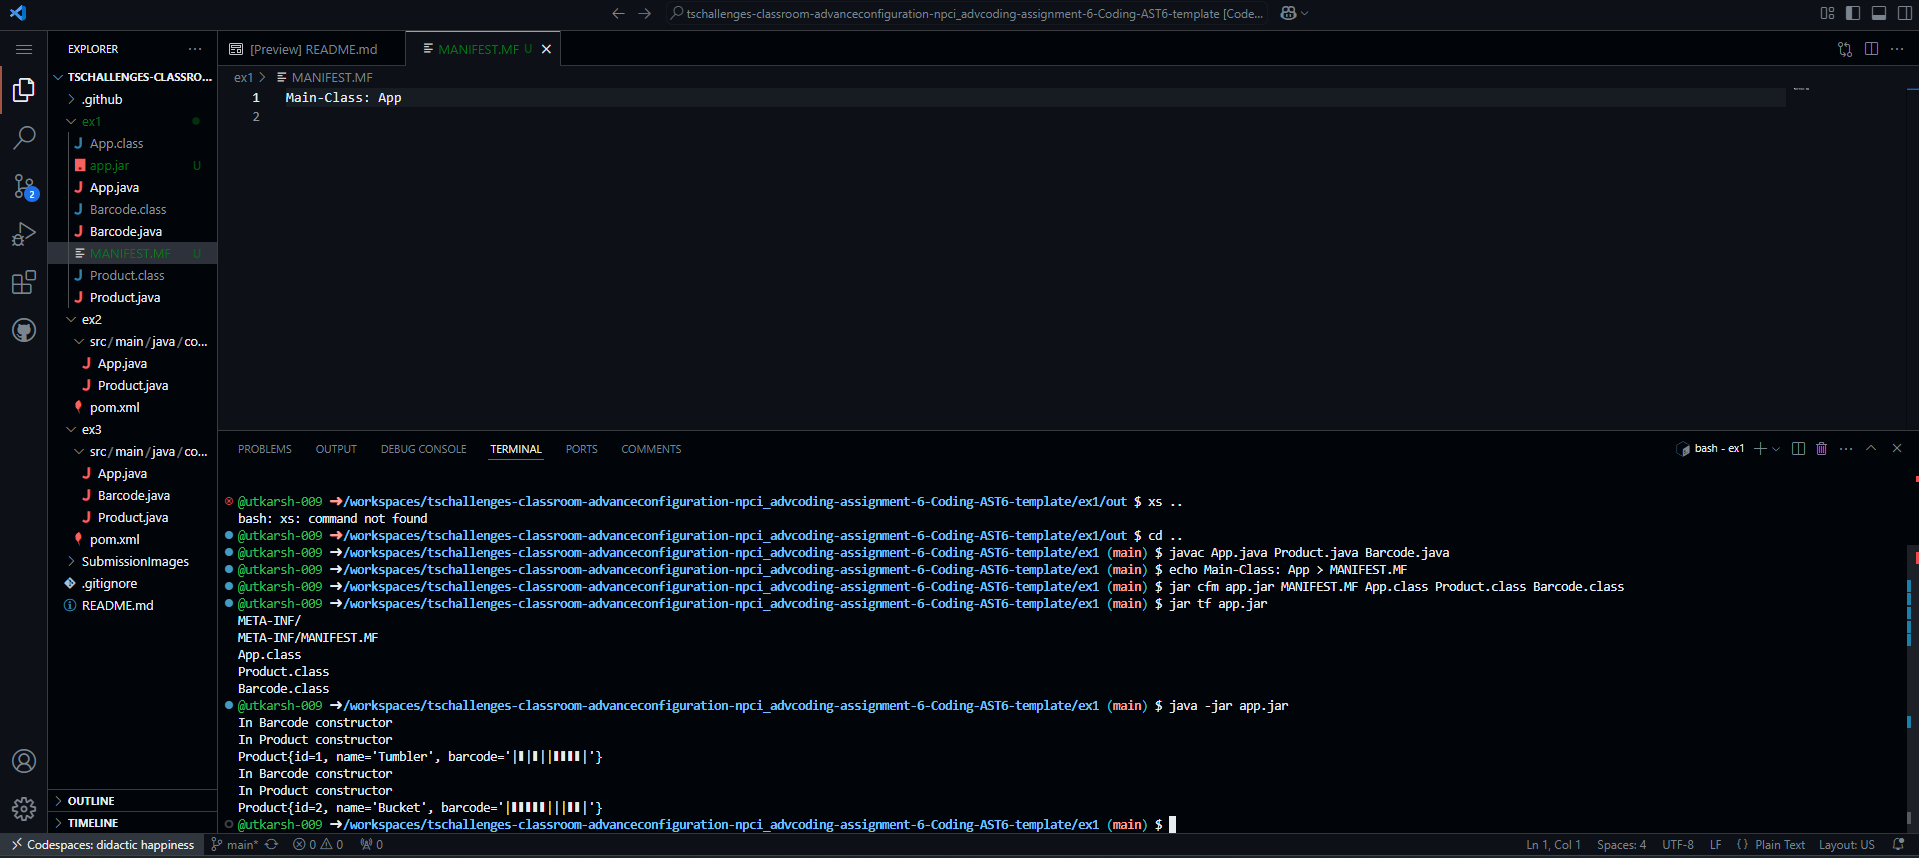 tschallenges-classroom-advanceconfiguration-npci_advcoding-assignment-6-Coding-AST6-template [Code...
EXPLORER
TSCHALLENGES-CLASSRO...
.github
ex1
App.class
app.jar U
App.java
Barcode.class
Barcode.java
MANIFEST.MF U
Product.class
Product.java
ex2
src/main/java/co...
App.java
Product.java
pom.xml
ex3
src/main/java/co...
App.java
Barcode.java
Product.java
pom.xml
SubmissionImages
.gitignore
README.md
OUTLINE
TIMELINE
2
[Preview] README.md
MANIFEST.MF U
ex1 > MANIFEST.MF
1 Main-Class: App
2
PROBLEMS OUTPUT DEBUG CONSOLE TERMINAL PORTS COMMENTS
bash - ex1
@utkarsh-009 ➜/workspaces/tschallenges-classroom-advanceconfiguration-npci_advcoding-assignment-6-Coding-AST6-template/ex1/out $ xs ..
bash: xs: command not found
@utkarsh-009 ➜/workspaces/tschallenges-classroom-advanceconfiguration-npci_advcoding-assignment-6-Coding-AST6-template/ex1/out $ cd ..
@utkarsh-009 ➜/workspaces/tschallenges-classroom-advanceconfiguration-npci_advcoding-assignment-6-Coding-AST6-template/ex1 (main) $ javac App.java Product.java Barcode.java
@utkarsh-009 ➜/workspaces/tschallenges-classroom-advanceconfiguration-npci_advcoding-assignment-6-Coding-AST6-template/ex1 (main) $ echo Main-Class: App > MANIFEST.MF
@utkarsh-009 ➜/workspaces/tschallenges-classroom-advanceconfiguration-npci_advcoding-assignment-6-Coding-AST6-template/ex1 (main) $ jar cfm app.jar MANIFEST.MF App.class Product.class Barcode.class
@utkarsh-009 ➜/workspaces/tschallenges-classroom-advanceconfiguration-npci_advcoding-assignment-6-Coding-AST6-template/ex1 (main) $ jar tf app.jar
META-INF/
META-INF/MANIFEST.MF
App.class
Product.class
Barcode.class
@utkarsh-009 ➜/workspaces/tschallenges-classroom-advanceconfiguration-npci_advcoding-assignment-6-Coding-AST6-template/ex1 (main) $ java -jar app.jar
In Barcode constructor
In Product constructor
Product{id=1, name='Tumbler', barcode='|▮|▮||▮▮▮▮|'}
In Barcode constructor
In Product constructor
Product{id=2, name='Bucket', barcode='|▮▮▮▮▮|||▮▮|'}
@utkarsh-009 ➜/workspaces/tschallenges-classroom-advanceconfiguration-npci_advcoding-assignment-6-Coding-AST6-template/ex1 (main) $
Codespaces: didactic happiness main* 0 0 0 Ln 1, Col 1 Spaces: 4 UTF-8 LF {} Plain Text Layout: US